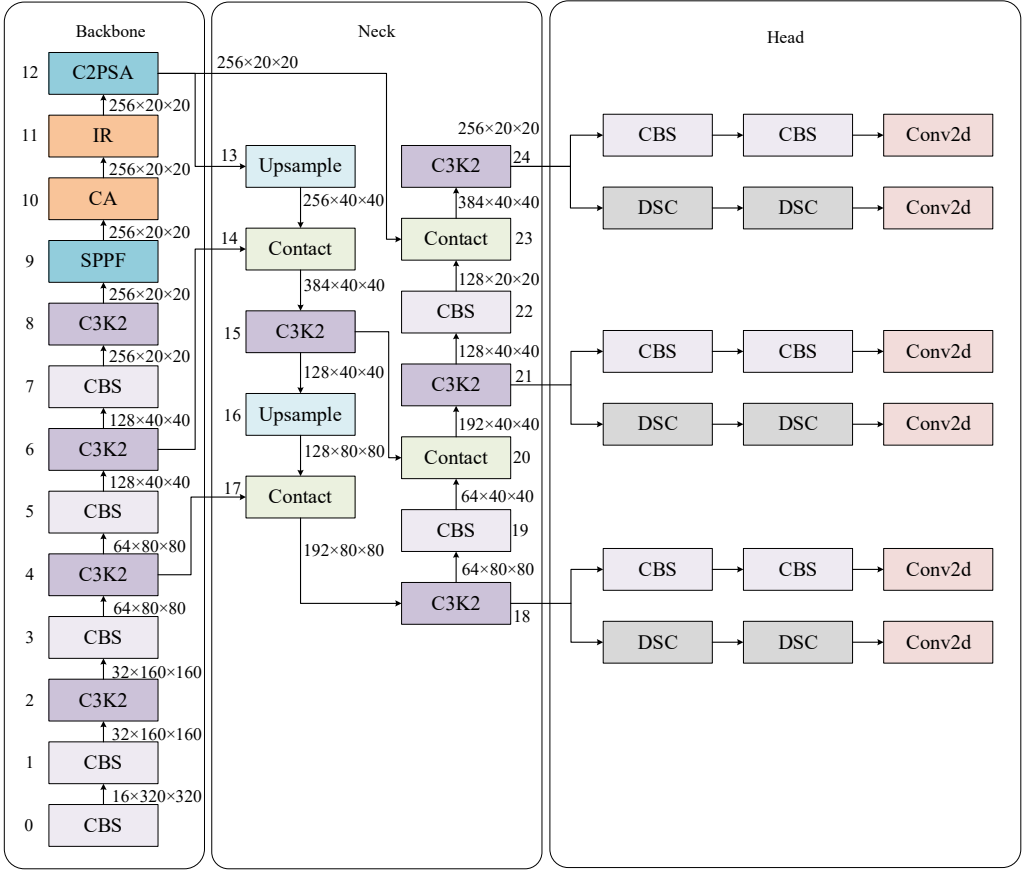 Backbone
12
C2PSA
256×20×20
11
IR
256×20×20
10
CA
256×20×20
9
SPPF
256×20×20
8
C3K2
256×20×20
7
CBS
128×40×40
6
C3K2
128×40×40
5
CBS
64×80×80
4
C3K2
64×80×80
3
CBS
32×160×160
2
C3K2
32×160×160
1
CBS
16×320×320
0
CBS
Neck
256×20×20
13
Upsample
256×40×40
14
Contact
384×40×40
15
C3K2
128×40×40
16
Upsample
128×80×80
17
Contact
192×80×80
256×20×20
C3K2
24
384×40×40
Contact
23
128×20×20
CBS
22
128×40×40
C3K2
21
192×40×40
Contact
20
64×40×40
CBS
19
64×80×80
C3K2
18
Head
CBS
CBS
Conv2d
DSC
DSC
Conv2d
CBS
CBS
Conv2d
DSC
DSC
Conv2d
CBS
CBS
Conv2d
DSC
DSC
Conv2d